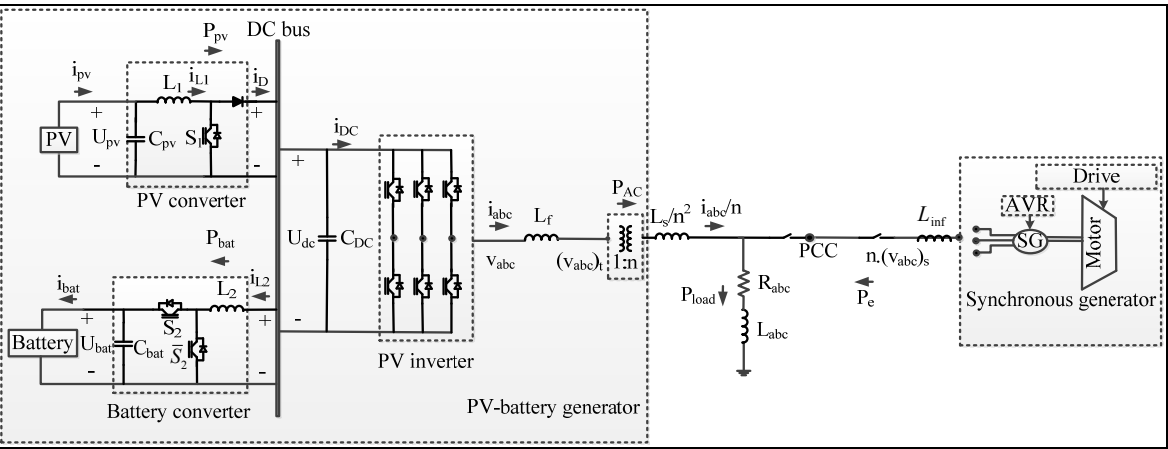 P_pv
DC bus
i_pv
L_1
i_L1
i_D
+
+
PV
U_pv
C_pv
S_1
-
-
PV converter
i_DC
+
U_dc
C_DC
-
PV inverter
P_bat
i_bat
L_2
i_L2
+
+
S_2
Battery
U_bat
C_bat
S̅_2
-
-
Battery converter
i_abc
L_f
v_abc
(v_abc)_t
P_AC
1:n
L_s/n²
i_abc/n
PV-battery generator
P_load
R_abc
L_abc
PCC
n.(v_abc)_s
P_e
L_inf
Drive
AVR
SG
Motor
Synchronous generator